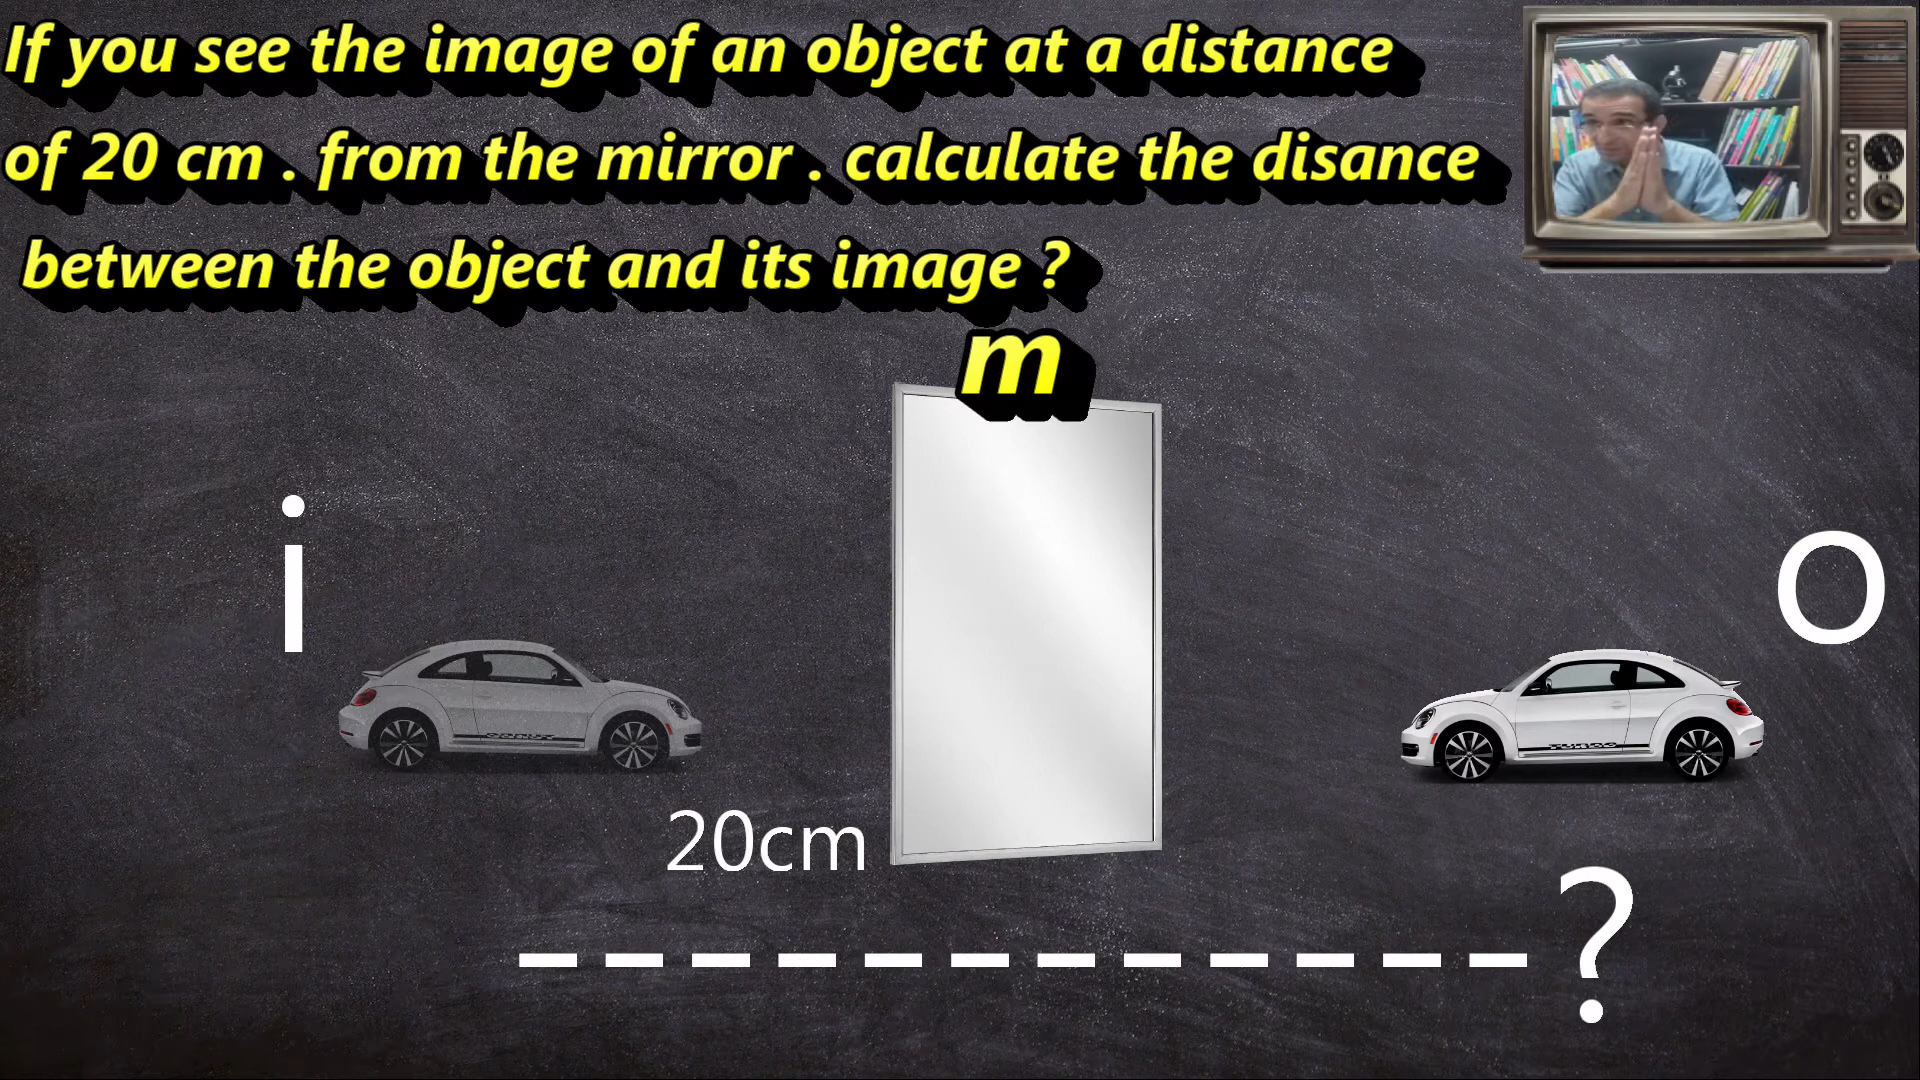 If you see the image of an object at a distance
of 20 cm . from the mirror . calculate the disance
between the object and its image ?
m
i
O
TURBO
20cm
?